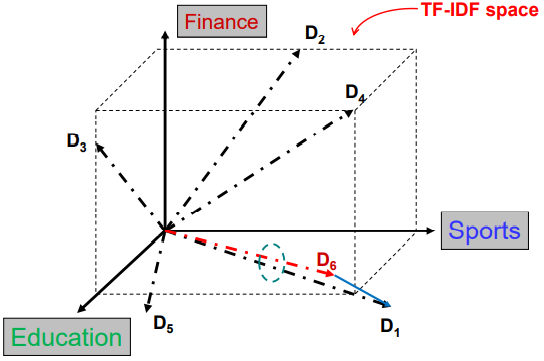 TF-IDF space
Finance
D2
D4
D3
Sports
D6
D5
D1
Education